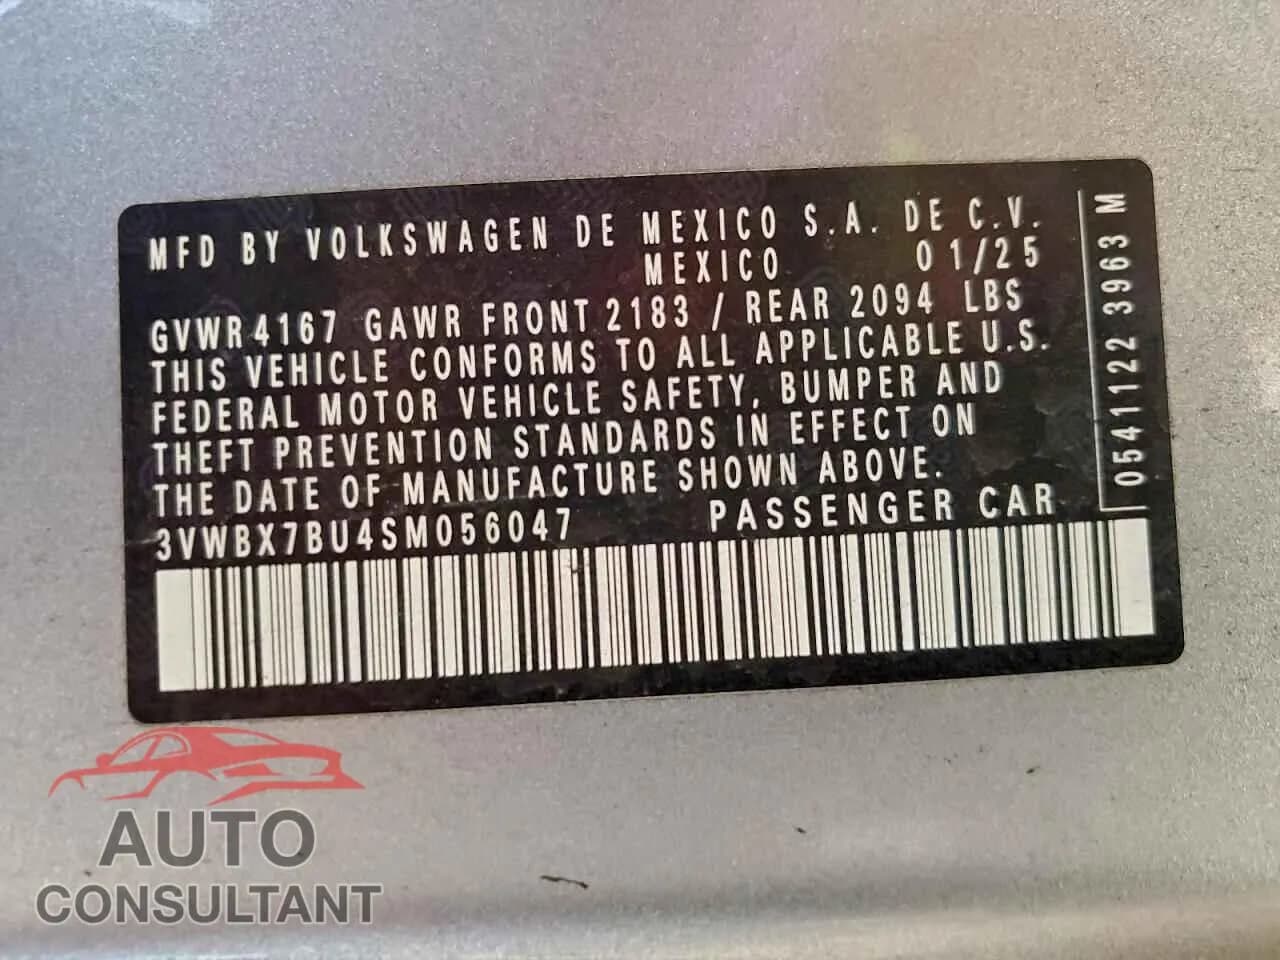 MFD BY VOLKSWAGEN DE MEXICO S.A. DE C.V.
MEXICO 01/25
GVWR 4167 GAWR FRONT 2183 / REAR 2094 LBS
THIS VEHICLE CONFORMS TO ALL APPLICABLE U.S.
FEDERAL MOTOR VEHICLE SAFETY, BUMPER AND
THEFT PREVENTION STANDARDS IN EFFECT ON
THE DATE OF MANUFACTURE SHOWN ABOVE.
3VWBX7BU4SM056047 PASSENGER CAR
0541122 3963 M
AUTO
CONSULTANT